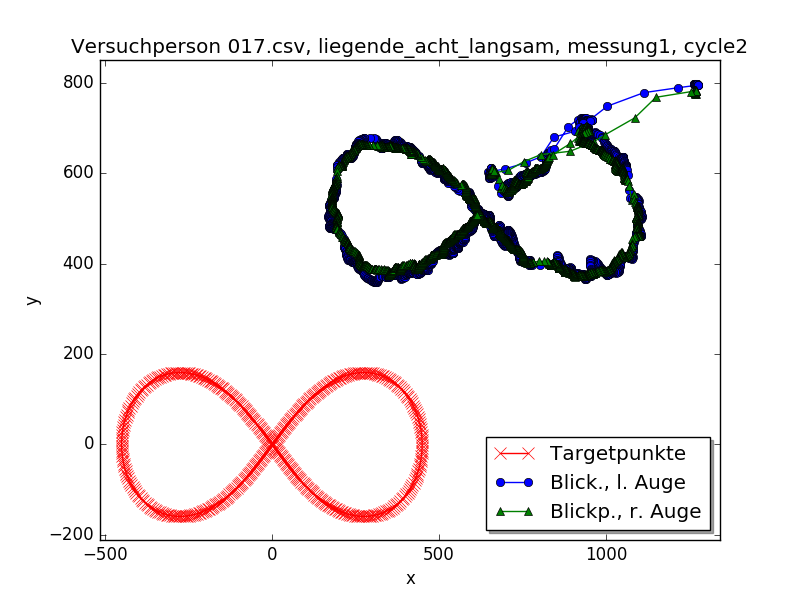 Versuchperson 017.csv, liegende_acht_langsam, messung1, cycle2
800
600
400
200
0
−200
y
−500
0
500
1000
x
Targetpunkte
Blick., l. Auge
Blickp., r. Auge